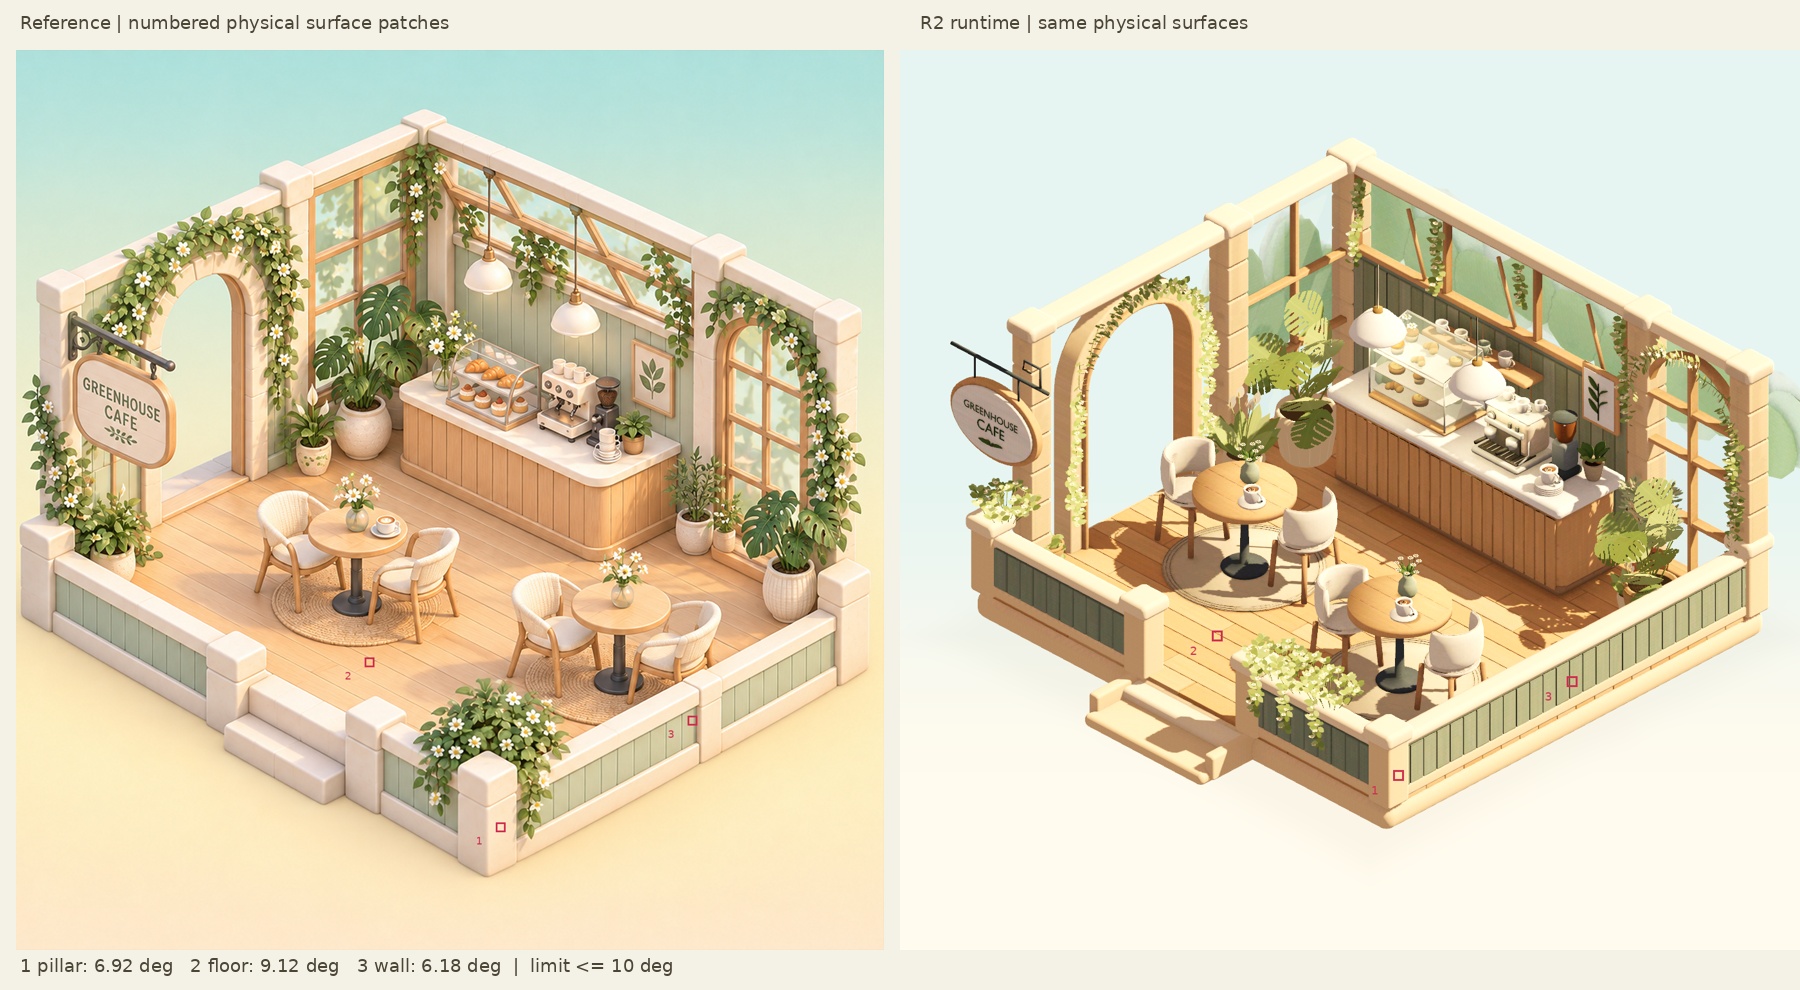 Reference | numbered physical surface patches
R2 runtime | same physical surfaces
GREENHOUSE
CAFE
2
3
1
GREENHOUSE
CAFE
2
3
1
1 pillar: 6.92 deg   2 floor: 9.12 deg   3 wall: 6.18 deg  |  limit <= 10 deg